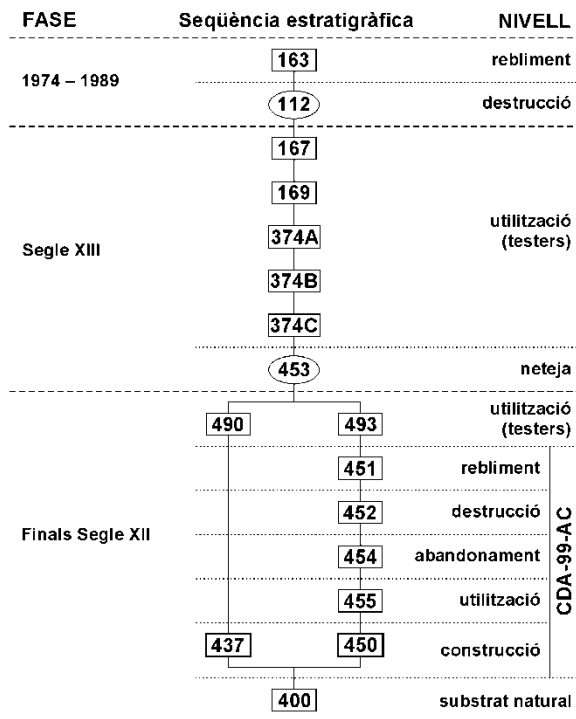 FASE Seqüència estratigràfica NIVELL
163 rebliment
1974 – 1989
112 destrucció
167
169
374A utilització
(testers)
Segle XIII
374B
374C
453 neteja
490 493 utilització
(testers)
451 rebliment
452 destrucció
Finals Segle XII
454 abandonament
455 utilització
437 450 construcció
CDA-99-AC
400 substrat natural